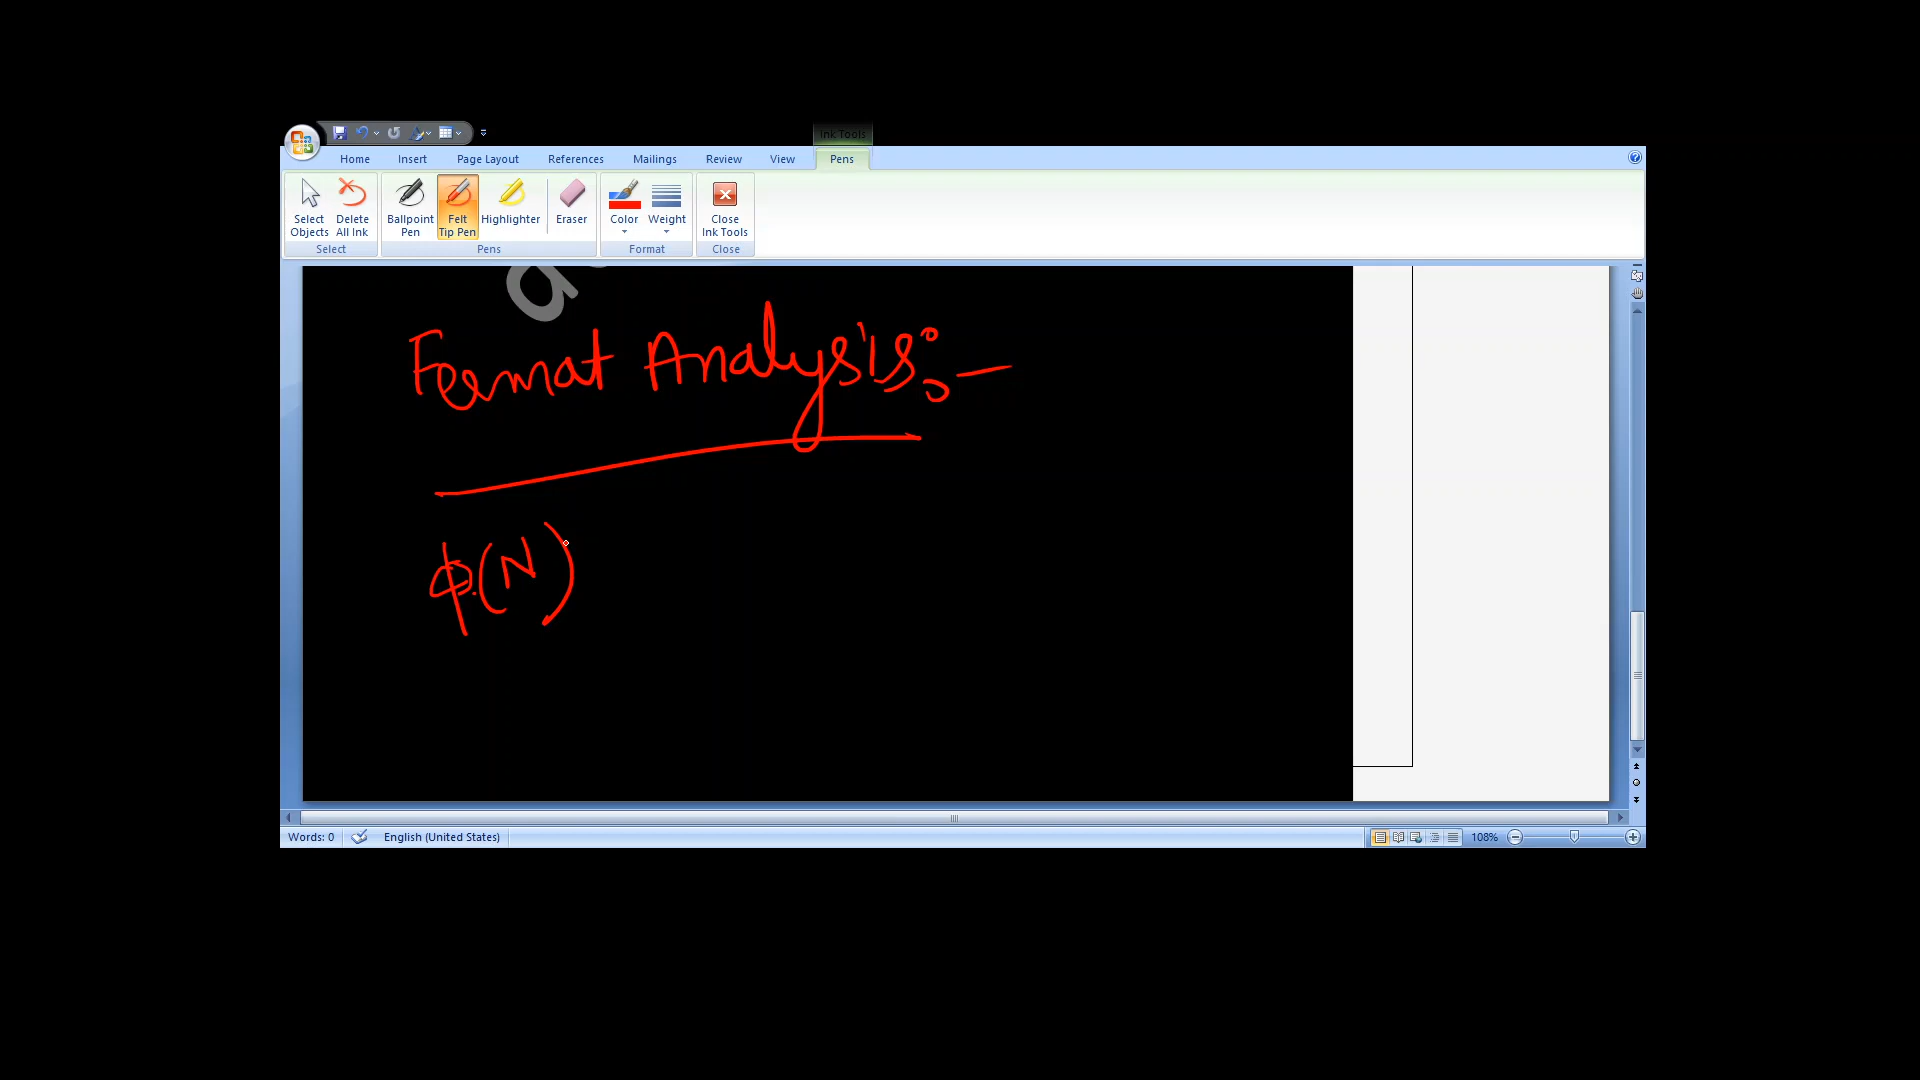 Ink Tools
Home Insert Page Layout References Mailings Review View Pens
Select Objects Delete All Ink Ballpoint Pen Felt Tip Pen Highlighter Eraser Color Weight Close Ink Tools
Select Pens Format Close
a
Fermat Analysis: —
φ(N)
Words: 0 English (United States) 108%